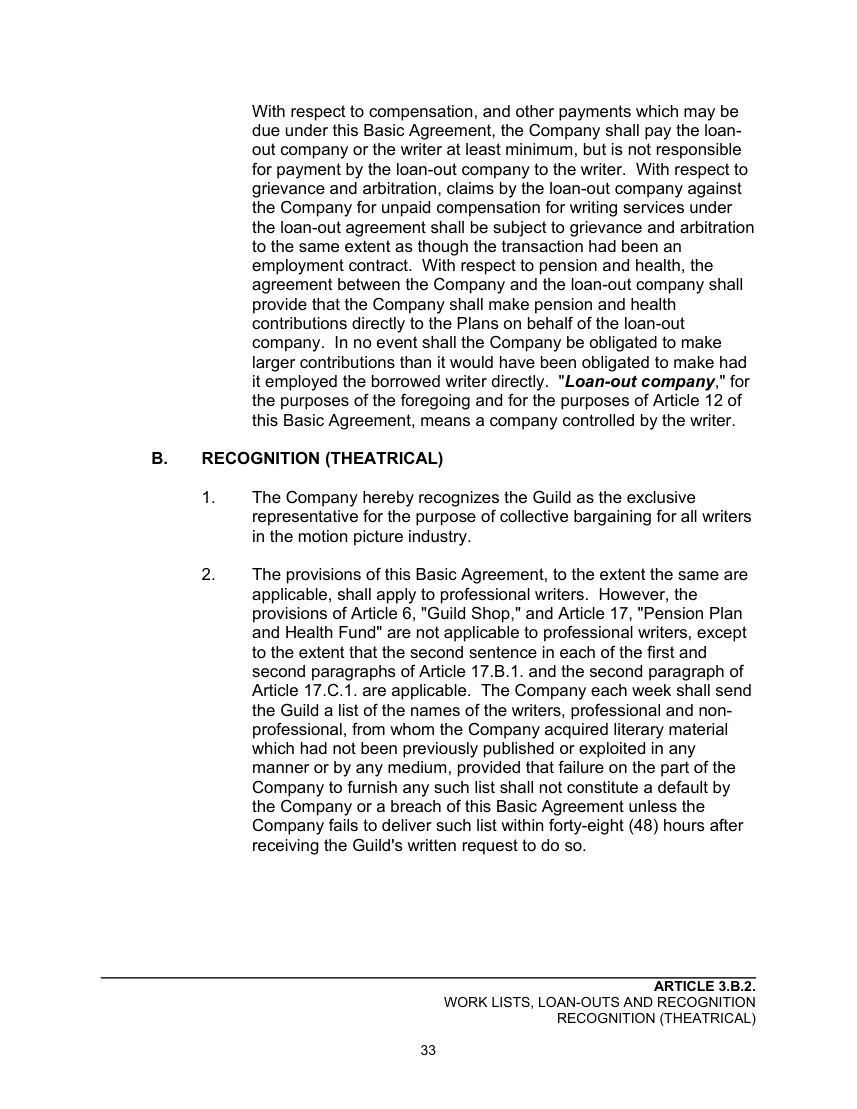 With respect to compensation, and other payments which may be
due under this Basic Agreement, the Company shall pay the loan-
out company or the writer at least minimum, but is not responsible
for payment by the loan-out company to the writer.  With respect to
grievance and arbitration, claims by the loan-out company against
the Company for unpaid compensation for writing services under
the loan-out agreement shall be subject to grievance and arbitration
to the same extent as though the transaction had been an
employment contract.  With respect to pension and health, the
agreement between the Company and the loan-out company shall
provide that the Company shall make pension and health
contributions directly to the Plans on behalf of the loan-out
company.  In no event shall the Company be obligated to make
larger contributions than it would have been obligated to make had
it employed the borrowed writer directly.  "Loan-out company," for
the purposes of the foregoing and for the purposes of Article 12 of
this Basic Agreement, means a company controlled by the writer.
B. RECOGNITION (THEATRICAL)
1. The Company hereby recognizes the Guild as the exclusive
representative for the purpose of collective bargaining for all writers
in the motion picture industry.
2. The provisions of this Basic Agreement, to the extent the same are
applicable, shall apply to professional writers.  However, the
provisions of Article 6, "Guild Shop," and Article 17, "Pension Plan
and Health Fund" are not applicable to professional writers, except
to the extent that the second sentence in each of the first and
second paragraphs of Article 17.B.1. and the second paragraph of
Article 17.C.1. are applicable.  The Company each week shall send
the Guild a list of the names of the writers, professional and non-
professional, from whom the Company acquired literary material
which had not been previously published or exploited in any
manner or by any medium, provided that failure on the part of the
Company to furnish any such list shall not constitute a default by
the Company or a breach of this Basic Agreement unless the
Company fails to deliver such list within forty-eight (48) hours after
receiving the Guild's written request to do so.
ARTICLE 3.B.2.
WORK LISTS, LOAN-OUTS AND RECOGNITION
RECOGNITION (THEATRICAL)
33